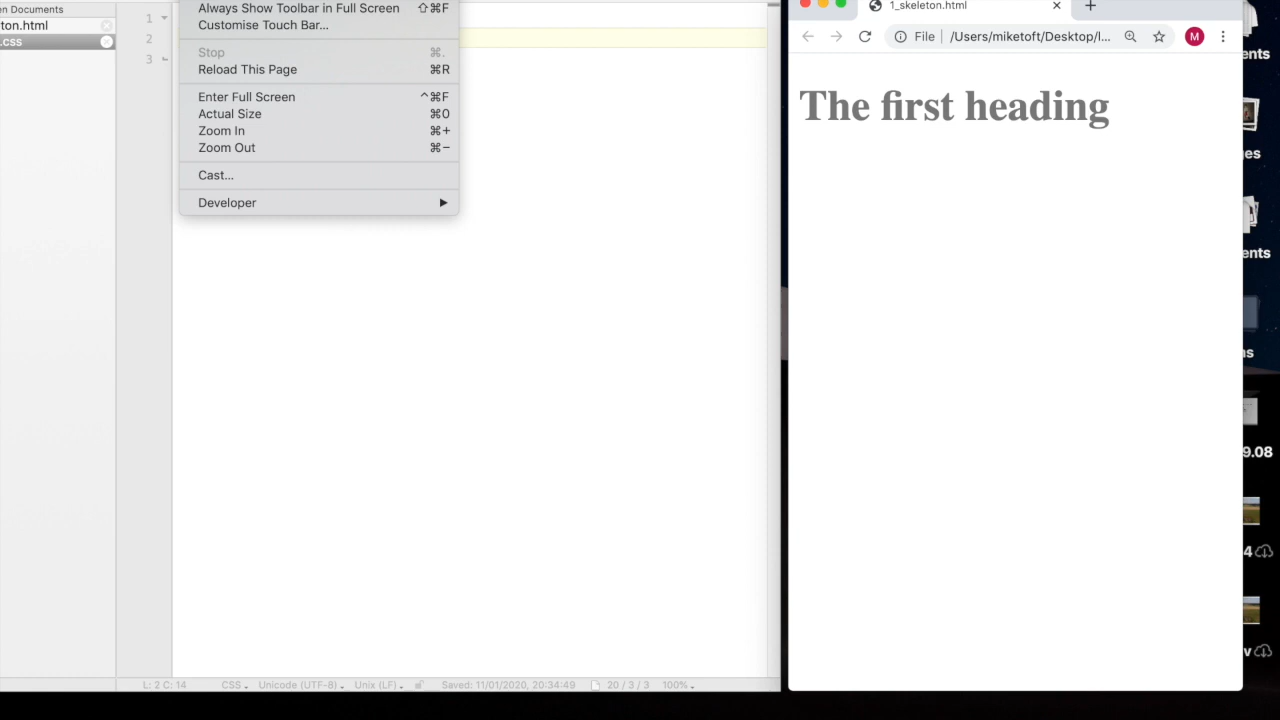 en Documents
ton.html
.css
1
2
3
Always Show Toolbar in Full Screen ⇧⌘F
Customise Touch Bar...
Stop ⌘.
Reload This Page ⌘R
Enter Full Screen ^⌘F
Actual Size ⌘0
Zoom In ⌘+
Zoom Out ⌘−
Cast...
Developer
L: 2 C: 14 CSS Unicode (UTF-8) Unix (LF) Saved: 11/01/2020, 20:34:49 20 / 3 / 3 100%
1_skeleton.html
File /Users/miketoft/Desktop/l... M
The first heading
ents
ges
ents
ns
9.08
4
v